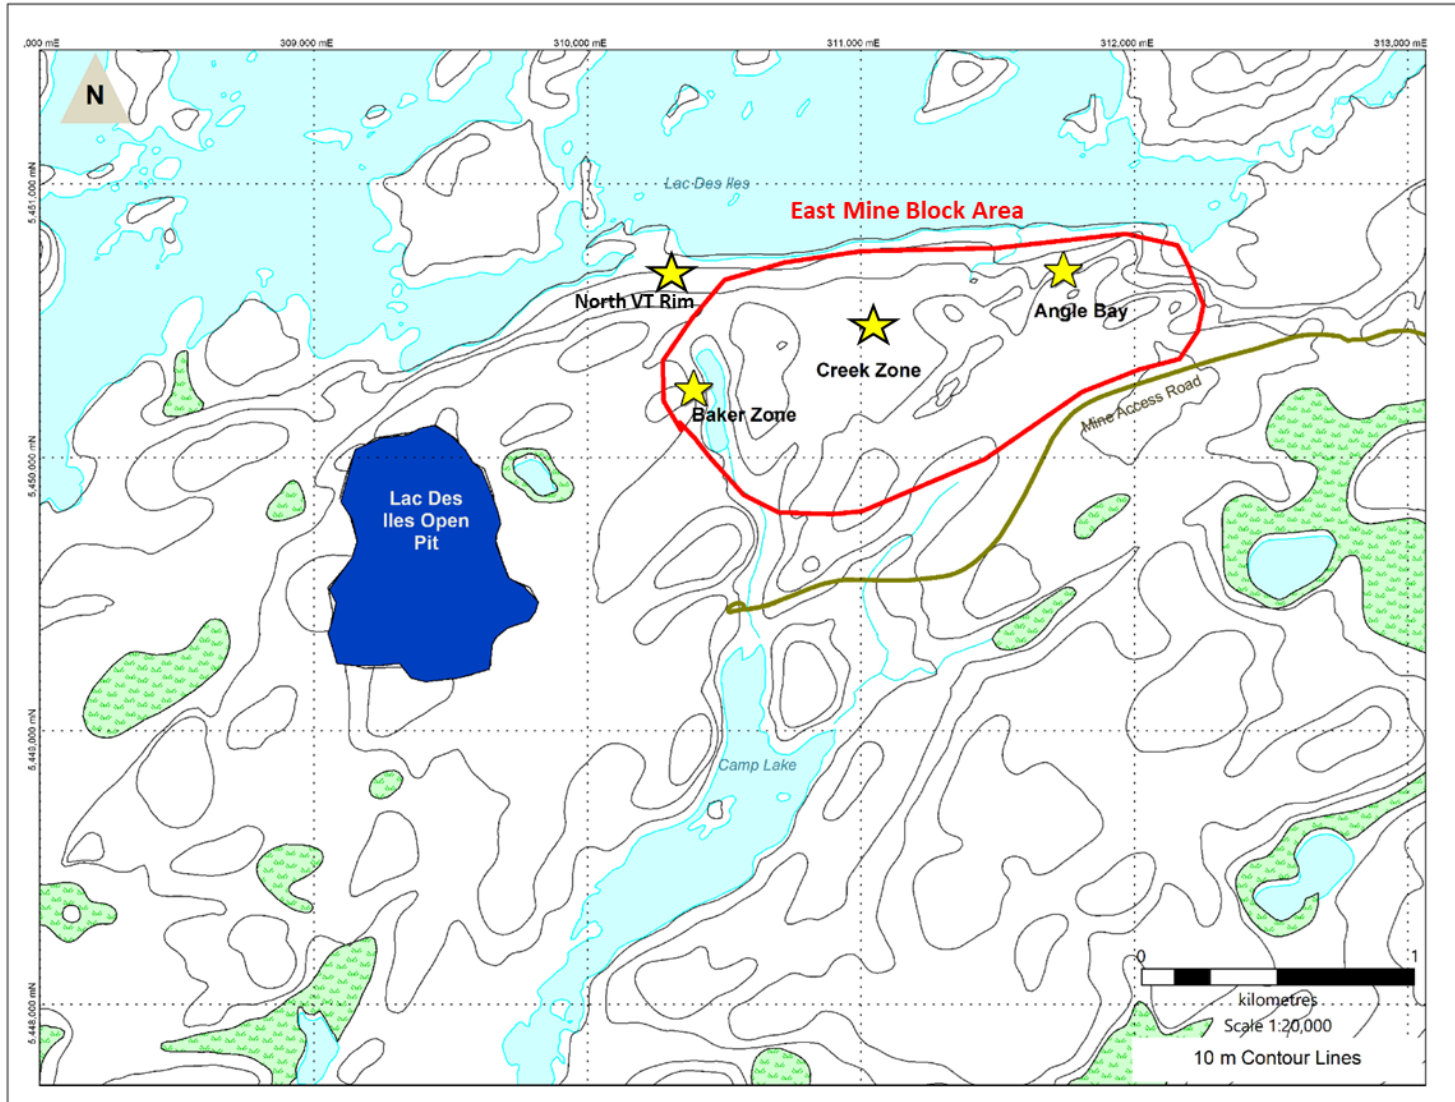 ,000 mE
309,000 mE
310,000 mE
311,000 mE
312,000 mE
313,000 mE
N
5,451,000 mN
Lac Des Iles
East Mine Block Area
North VT Rim
Angle Bay
Creek Zone
Baker Zone
Mine Access Road
5,450,000 mN
Lac Des
Iles Open
Pit
5,449,000 mN
Camp Lake
0
1
kilometres
5,448,000 mN
Scale 1:20,000
10 m Contour Lines